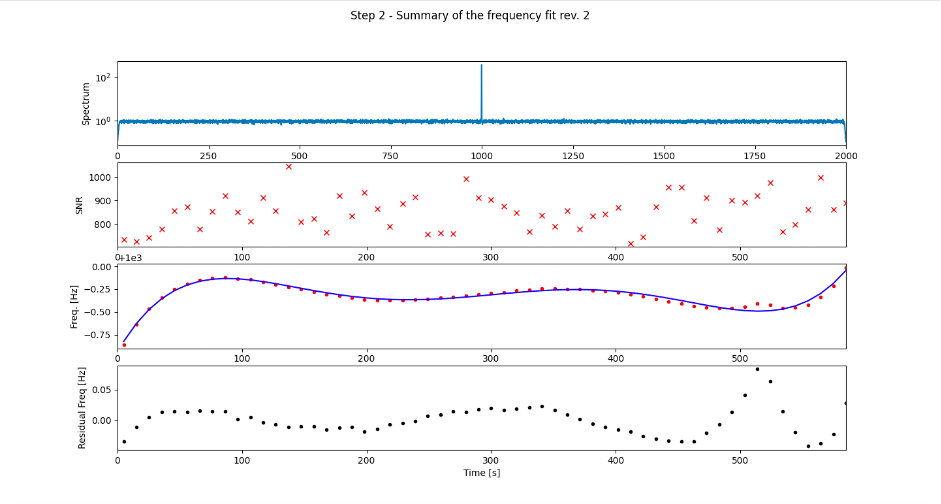 Step 2 - Summary of the frequency fit rev. 2
Spectrum
10²
10⁰
0 250 500 750 1000 1250 1500 1750 2000
SNR
1000
900
800
0 100 200 300 400 500
+1e3
Freq. [Hz]
0.00
−0.25
−0.50
−0.75
0 100 200 300 400 500
Residual Freq [Hz]
0.05
0.00
0 100 200 300 400 500
Time [s]